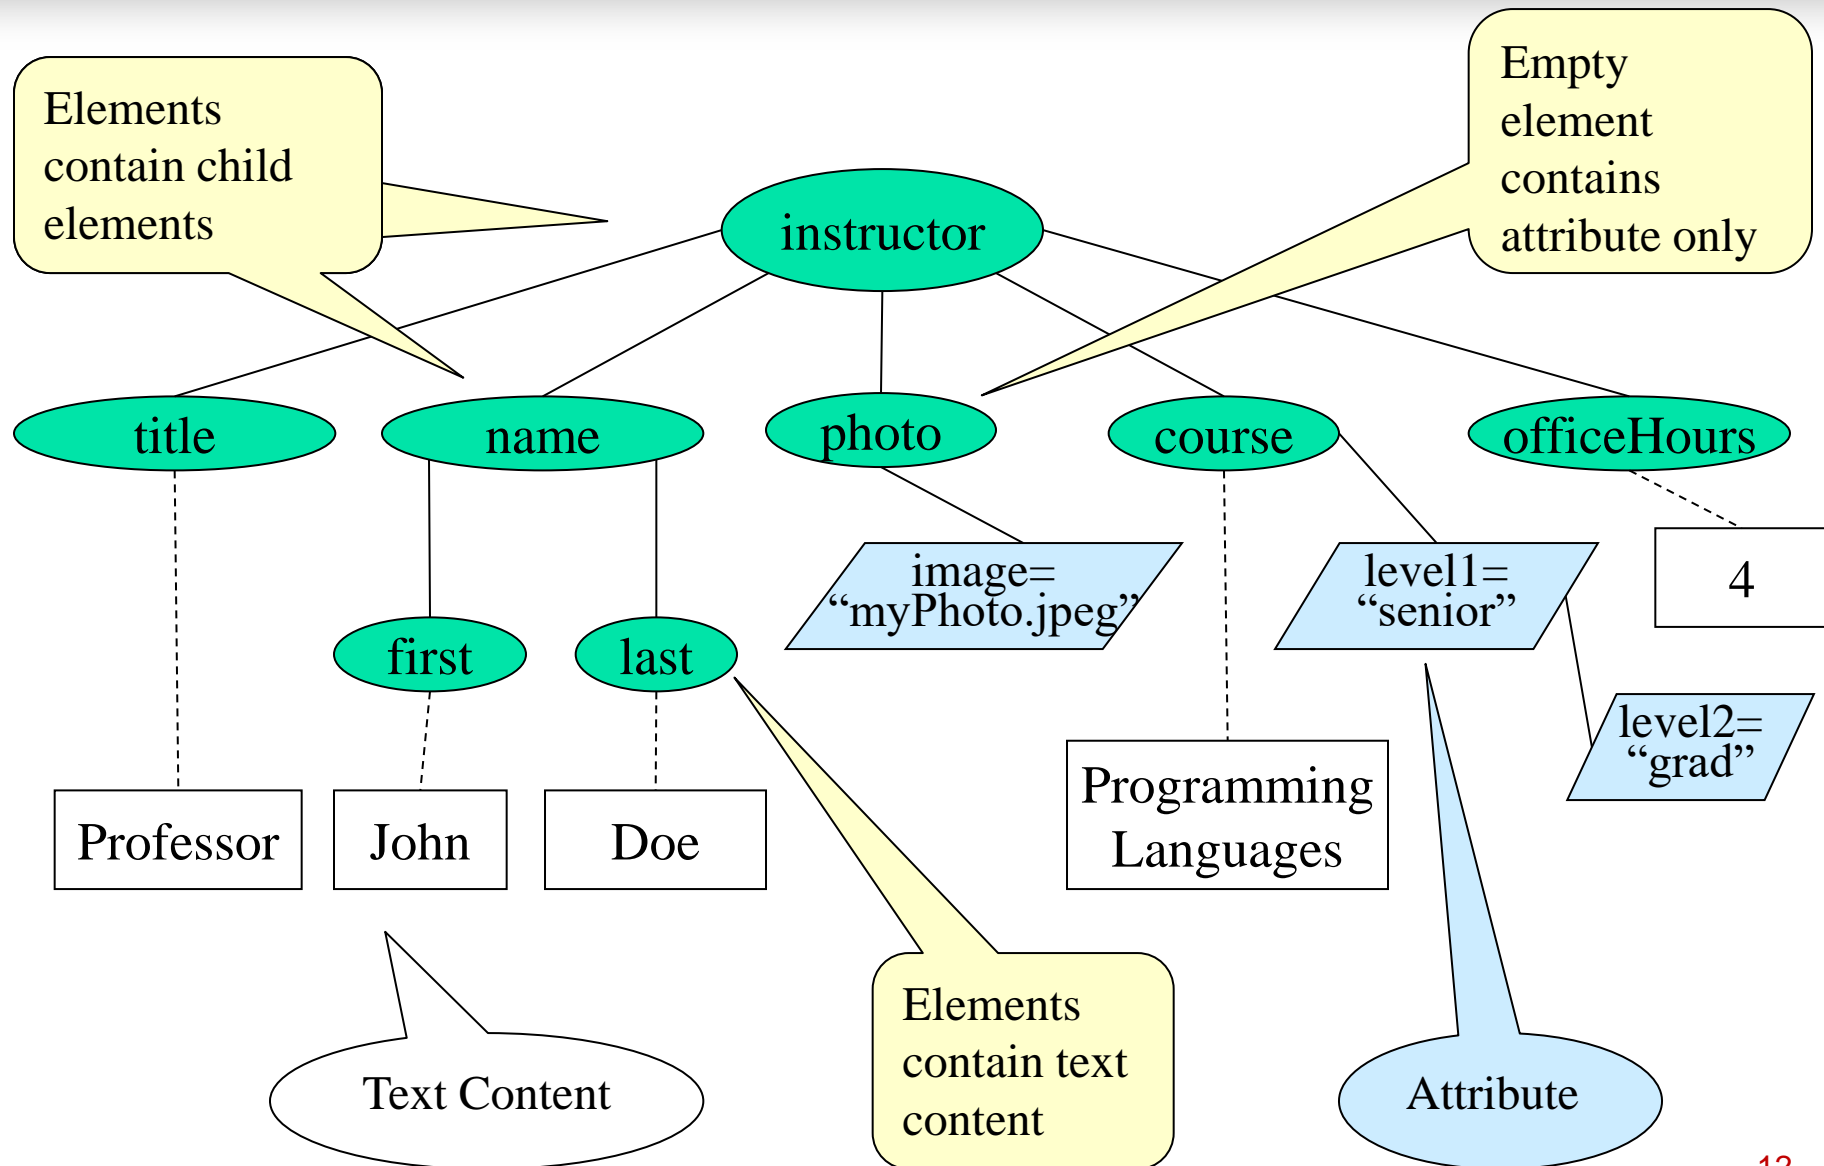 Elements
contain child
elements
Empty
element
contains
attribute only
instructor
title
name
photo
course
officeHours
image=
“myPhoto.jpeg”
level1=
“senior”
4
first
last
level2=
“grad”
Professor
John
Doe
Programming
Languages
Text Content
Elements
contain text
content
Attribute
12